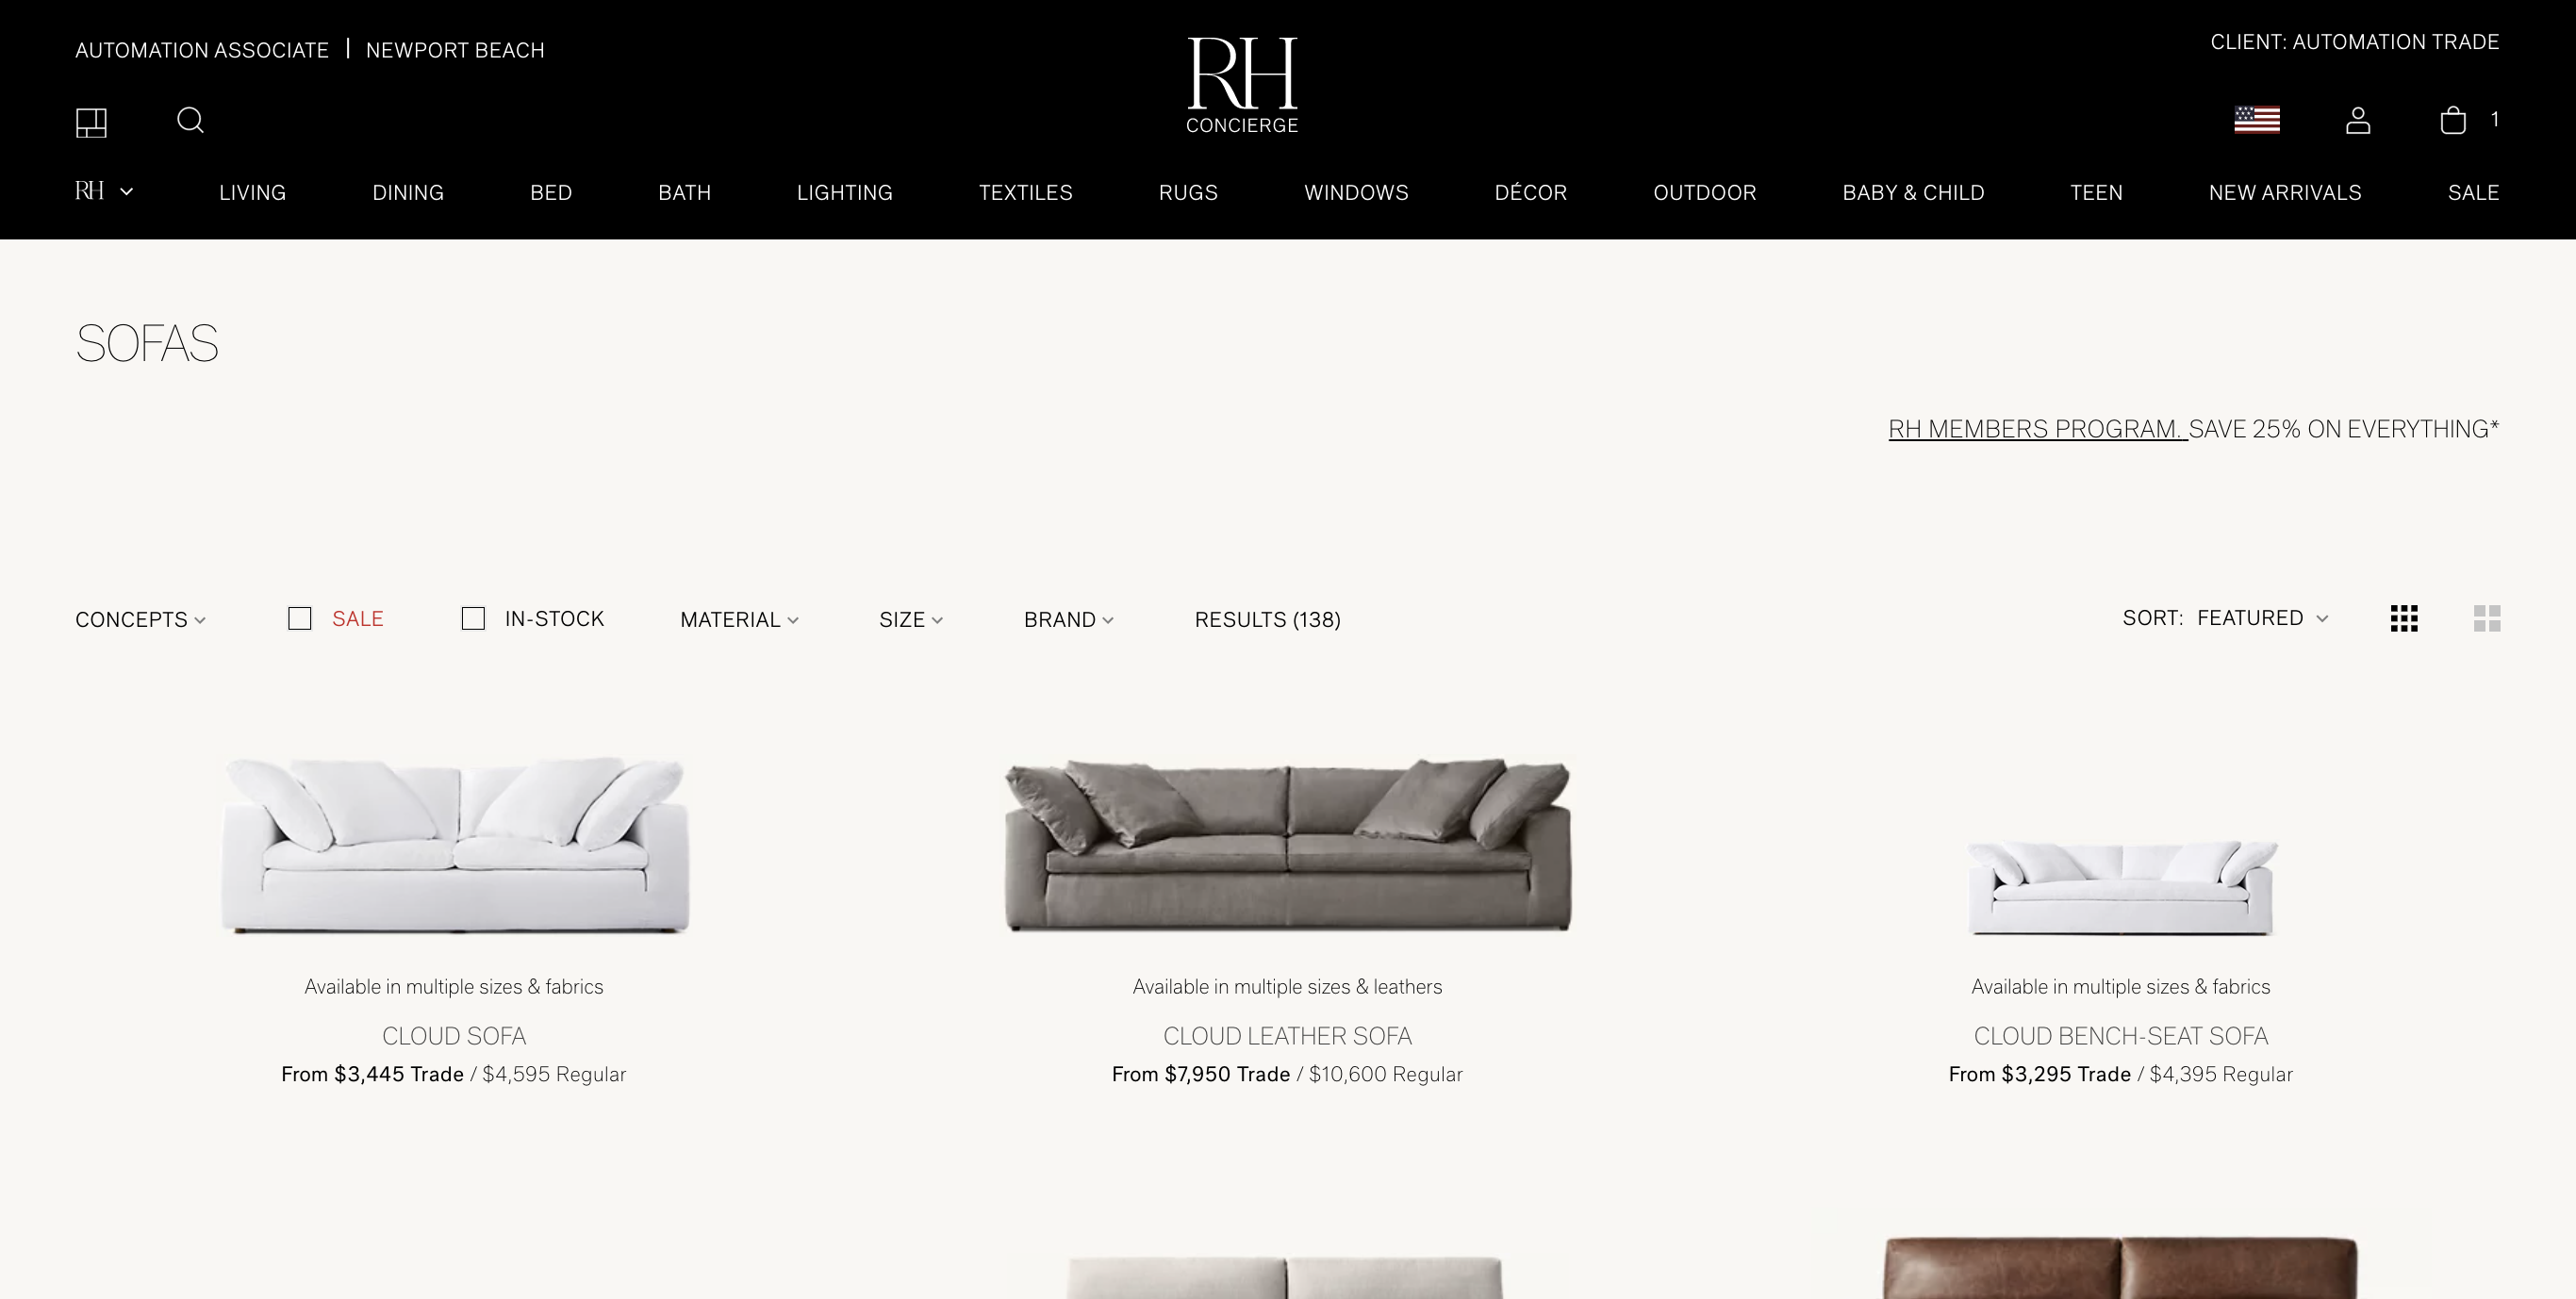 AUTOMATION ASSOCIATE | NEWPORT BEACH
RH
CONCIERGE
CLIENT: AUTOMATION TRADE
1
RH LIVING DINING BED BATH LIGHTING TEXTILES RUGS WINDOWS DÉCOR OUTDOOR BABY & CHILD TEEN NEW ARRIVALS SALE
SOFAS
RH MEMBERS PROGRAM. SAVE 25% ON EVERYTHING*
CONCEPTS SALE IN-STOCK MATERIAL SIZE BRAND RESULTS (138) SORT: FEATURED
Available in multiple sizes & fabrics
CLOUD SOFA
From $3,445 Trade / $4,595 Regular
Available in multiple sizes & leathers
CLOUD LEATHER SOFA
From $7,950 Trade / $10,600 Regular
Available in multiple sizes & fabrics
CLOUD BENCH-SEAT SOFA
From $3,295 Trade / $4,395 Regular